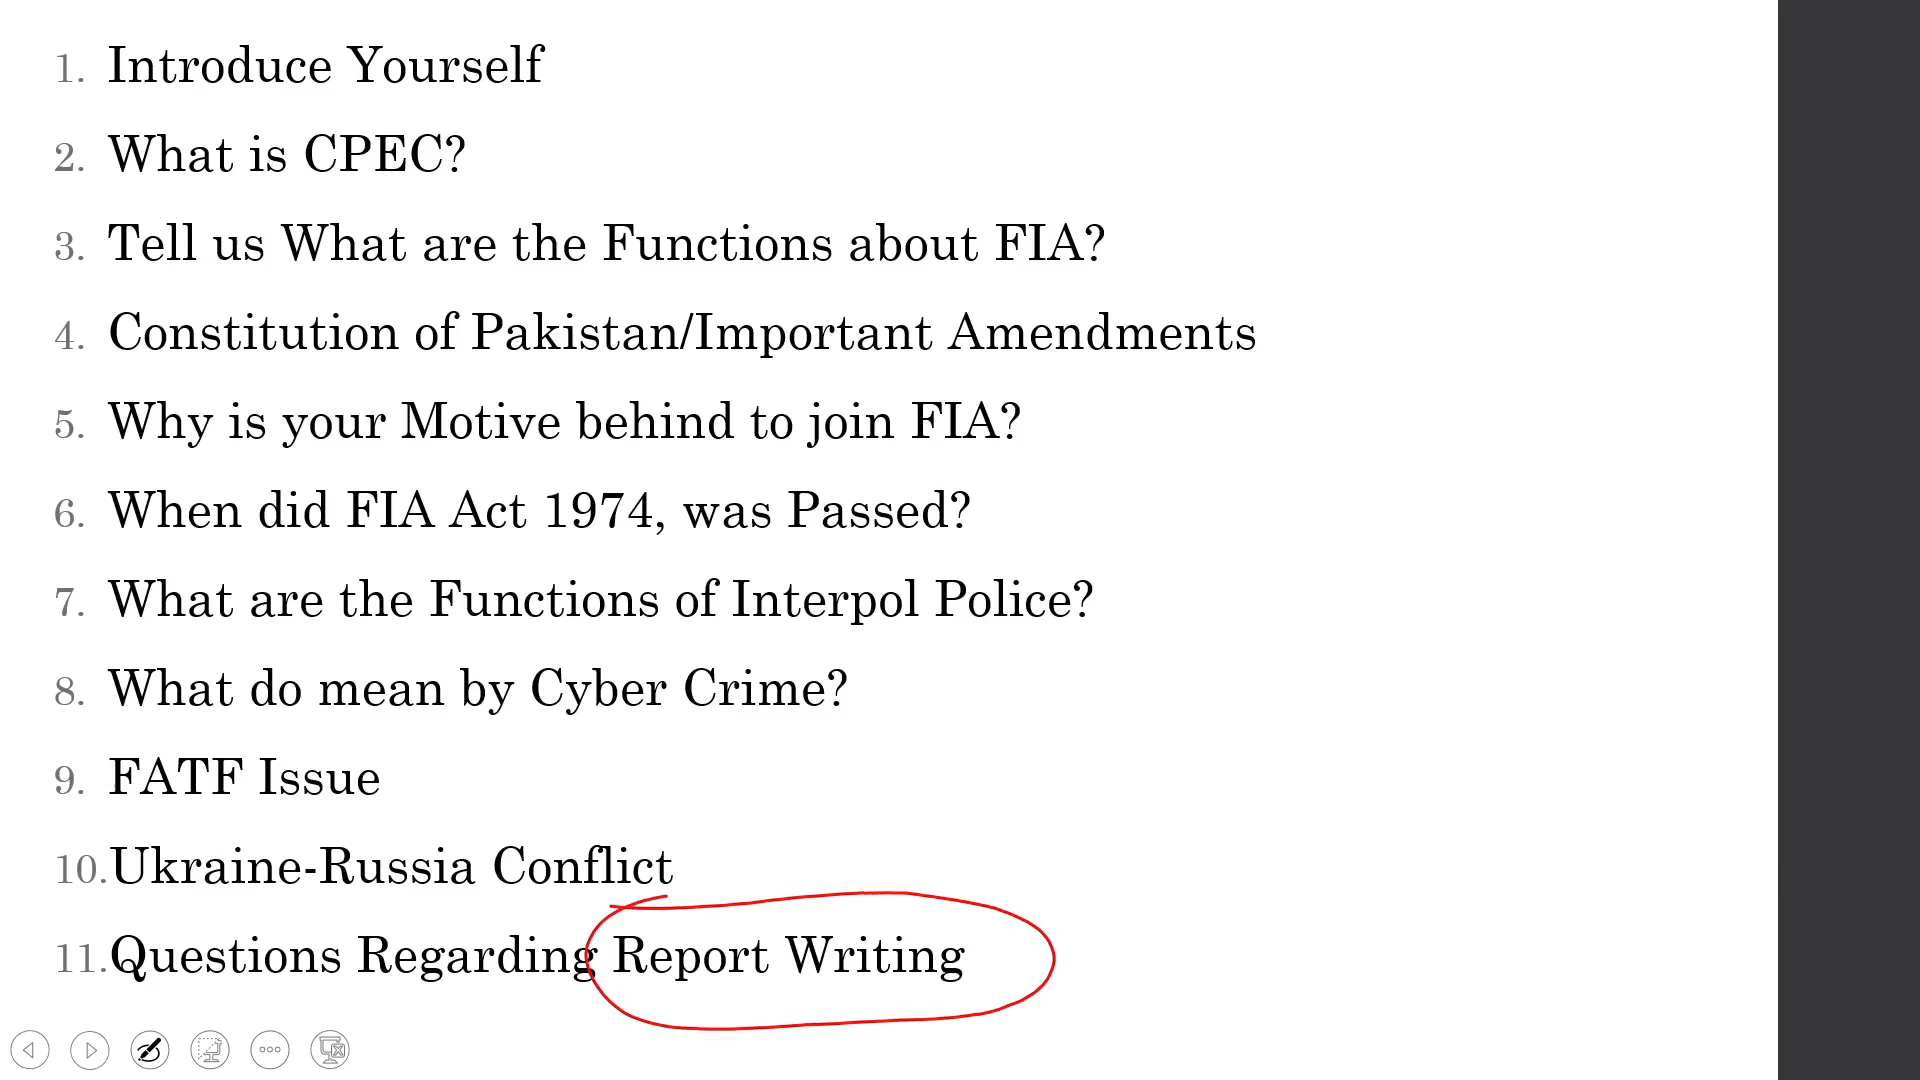 1. Introduce Yourself
2. What is CPEC?
3. Tell us What are the Functions about FIA?
4. Constitution of Pakistan/Important Amendments
5. Why is your Motive behind to join FIA?
6. When did FIA Act 1974, was Passed?
7. What are the Functions of Interpol Police?
8. What do mean by Cyber Crime?
9. FATF Issue
10. Ukraine-Russia Conflict
11. Questions Regarding Report Writing